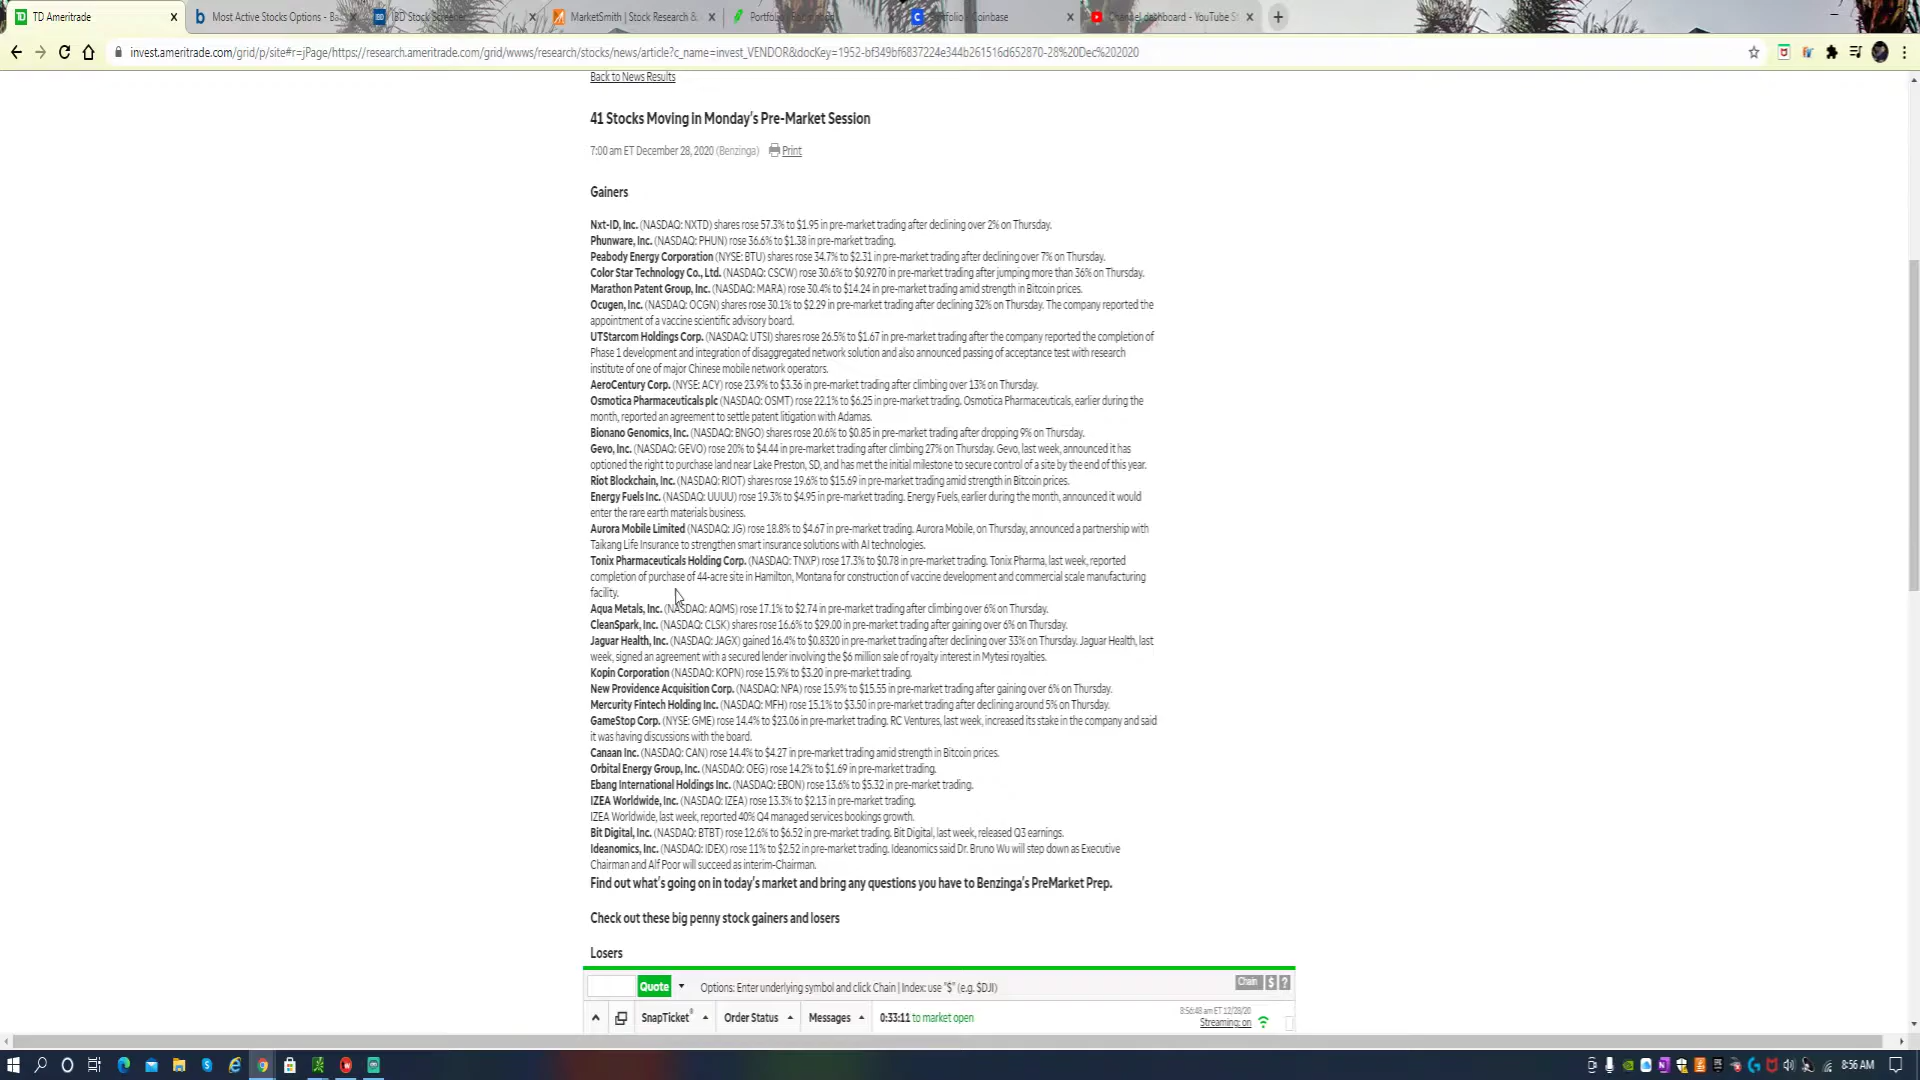 TD Ameritrade
Most Active Stocks Options - Ba
IBD Stock Screener
MarketSmith | Stock Research &
Portfolio
Coinbase
Channel dashboard - YouTube S
invest.ameritrade.com/grid/p/site#r=jPage/https://research.ameritrade.com/grid/wwws/research/stocks/news/article?c_name=invest_VENDOR&docKey=1952-bf349bf6837224e344b261516d652870-28%20Dec%202020
Back to News Results
41 Stocks Moving in Monday's Pre-Market Session
7:00 am ET December 28, 2020 (Benzinga) Print
Gainers
Nxt-ID, Inc. (NASDAQ: NXTD) shares rose 57.3% to $1.95 in pre-market trading after declining over 2% on Thursday.
Phunware, Inc. (NASDAQ: PHUN) rose 36.6% to $1.38 in pre-market trading.
Peabody Energy Corporation (NYSE: BTU) shares rose 34.7% to $2.31 in pre-market trading after declining over 7% on Thursday.
Color Star Technology Co., Ltd. (NASDAQ: CSCW) rose 30.6% to $0.9270 in pre-market trading after jumping more than 36% on Thursday.
Marathon Patent Group, Inc. (NASDAQ: MARA) rose 30.4% to $14.24 in pre-market trading amid strength in Bitcoin prices.
Ocugen, Inc. (NASDAQ: OCGN) shares rose 30.1% to $2.29 in pre-market trading after declining 32% on Thursday. The company reported the
appointment of a vaccine scientific advisory board.
UTStarcom Holdings Corp. (NASDAQ: UTSI) shares rose 26.5% to $1.67 in pre-market trading after the company reported the completion of
Phase 1 development and integration of disaggregated network solution and also announced passing of acceptance test with research
institute of one of major Chinese mobile network operators.
AeroCentury Corp. (NYSE: ACY) rose 23.9% to $3.36 in pre-market trading after climbing over 13% on Thursday.
Osmotica Pharmaceuticals plc (NASDAQ: OSMT) rose 22.1% to $6.25 in pre-market trading. Osmotica Pharmaceuticals, earlier during the
month, reported an agreement to settle patent litigation with Adamas.
Bionano Genomics, Inc. (NASDAQ: BNGO) shares rose 20.6% to $0.85 in pre-market trading after dropping 9% on Thursday.
Gevo, Inc. (NASDAQ: GEVO) rose 20% to $4.44 in pre-market trading after climbing 27% on Thursday. Gevo, last week, announced it has
optioned the right to purchase land near Lake Preston, SD, and has met the initial milestone to secure control of a site by the end of this year.
Riot Blockchain, Inc. (NASDAQ: RIOT) shares rose 19.6% to $15.69 in pre-market trading amid strength in Bitcoin prices.
Energy Fuels Inc. (NASDAQ: UUUU) rose 19.3% to $4.95 in pre-market trading. Energy Fuels, earlier during the month, announced it would
enter the rare earth materials business.
Aurora Mobile Limited (NASDAQ: JG) rose 18.8% to $4.67 in pre-market trading. Aurora Mobile, on Thursday, announced a partnership with
Taikang Life Insurance to strengthen smart insurance solutions with AI technologies.
Tonix Pharmaceuticals Holding Corp. (NASDAQ: TNXP) rose 17.3% to $0.78 in pre-market trading. Tonix Pharma, last week, reported
completion of purchase of 44-acre site in Hamilton, Montana for construction of vaccine development and commercial scale manufacturing
facility.
Aqua Metals, Inc. (NASDAQ: AQMS) rose 17.1% to $2.74 in pre-market trading after climbing over 6% on Thursday.
CleanSpark, Inc. (NASDAQ: CLSK) shares rose 16.6% to $29.00 in pre-market trading after gaining over 6% on Thursday.
Jaguar Health, Inc. (NASDAQ: JAGX) gained 16.4% to $0.8320 in pre-market trading after declining over 33% on Thursday. Jaguar Health, last
week, signed an agreement with a secured lender involving the $6 million sale of royalty interest in Mytesi royalties.
Kopin Corporation (NASDAQ: KOPN) rose 15.9% to $3.20 in pre-market trading.
New Providence Acquisition Corp. (NASDAQ: NPA) rose 15.9% to $15.55 in pre-market trading after gaining over 6% on Thursday.
Mercurity Fintech Holding Inc. (NASDAQ: MFH) rose 15.1% to $3.50 in pre-market trading after declining around 5% on Thursday.
GameStop Corp. (NYSE: GME) rose 14.4% to $23.06 in pre-market trading. RC Ventures, last week, increased its stake in the company and said
it was having discussions with the board.
Canaan Inc. (NASDAQ: CAN) rose 14.4% to $4.27 in pre-market trading amid strength in Bitcoin prices.
Orbital Energy Group, Inc. (NASDAQ: OEG) rose 14.2% to $1.69 in pre-market trading.
Ebang International Holdings Inc. (NASDAQ: EBON) rose 13.6% to $5.32 in pre-market trading.
IZEA Worldwide, Inc. (NASDAQ: IZEA) rose 13.3% to $2.13 in pre-market trading.
IZEA Worldwide, last week, reported 40% Q4 managed services bookings growth.
Bit Digital, Inc. (NASDAQ: BTBT) rose 12.6% to $6.52 in pre-market trading. Bit Digital, last week, released Q3 earnings.
Ideanomics, Inc. (NASDAQ: IDEX) rose 11% to $2.52 in pre-market trading. Ideanomics said Dr. Bruno Wu will step down as Executive
Chairman and Alf Poor will succeed as interim-Chairman.
Find out what's going on in today's market and bring any questions you have to Benzinga's PreMarket Prep.
Check out these big penny stock gainers and losers
Losers
Quote Options: Enter underlying symbol and click Chain | Index: use "$" (e.g. $DJI) Chain $ ?
SnapTicket® Order Status Messages 0:33:11 to market open
8:56:48 am ET 12/28/20
Streaming: on
8:56 AM